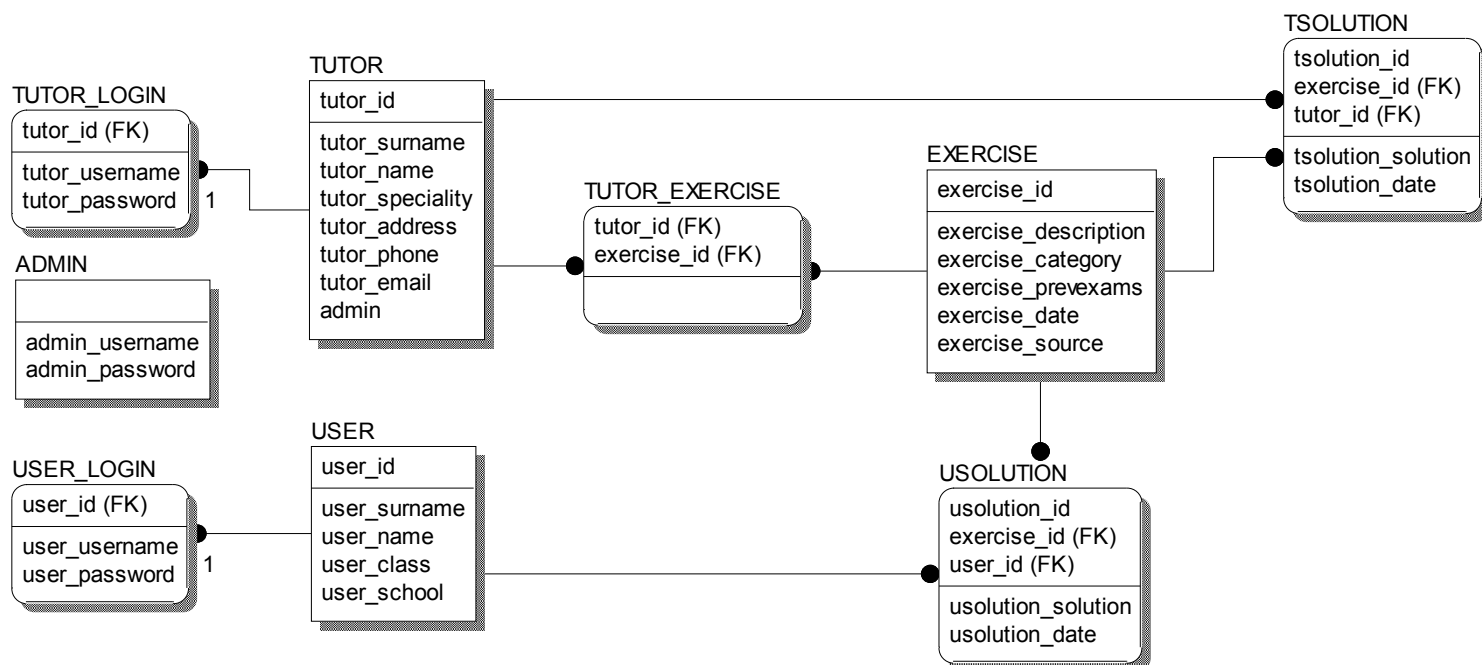 TUTOR_LOGIN
tutor_id (FK)
tutor_username
tutor_password
1
TUTOR
tutor_id
tutor_surname
tutor_name
tutor_speciality
tutor_address
tutor_phone
tutor_email
admin
TUTOR_EXERCISE
tutor_id (FK)
exercise_id (FK)
EXERCISE
exercise_id
exercise_description
exercise_category
exercise_prevexams
exercise_date
exercise_source
TSOLUTION
tsolution_id
exercise_id (FK)
tutor_id (FK)
tsolution_solution
tsolution_date
ADMIN
admin_username
admin_password
USER_LOGIN
user_id (FK)
user_username
user_password
1
USER
user_id
user_surname
user_name
user_class
user_school
USOLUTION
usolution_id
exercise_id (FK)
user_id (FK)
usolution_solution
usolution_date